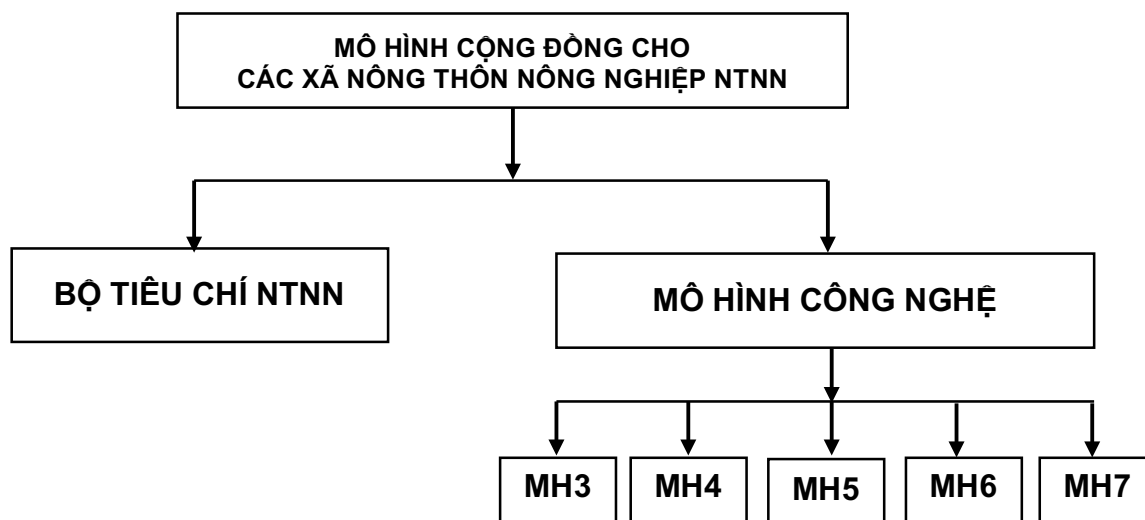 MÔ HÌNH CỘNG ĐỒNG CHO
CÁC XÃ NÔNG THÔN NÔNG NGHIỆP NTNN
BỘ TIÊU CHÍ NTNN
MÔ HÌNH CÔNG NGHỆ
MH3
MH4
MH5
MH6
MH7